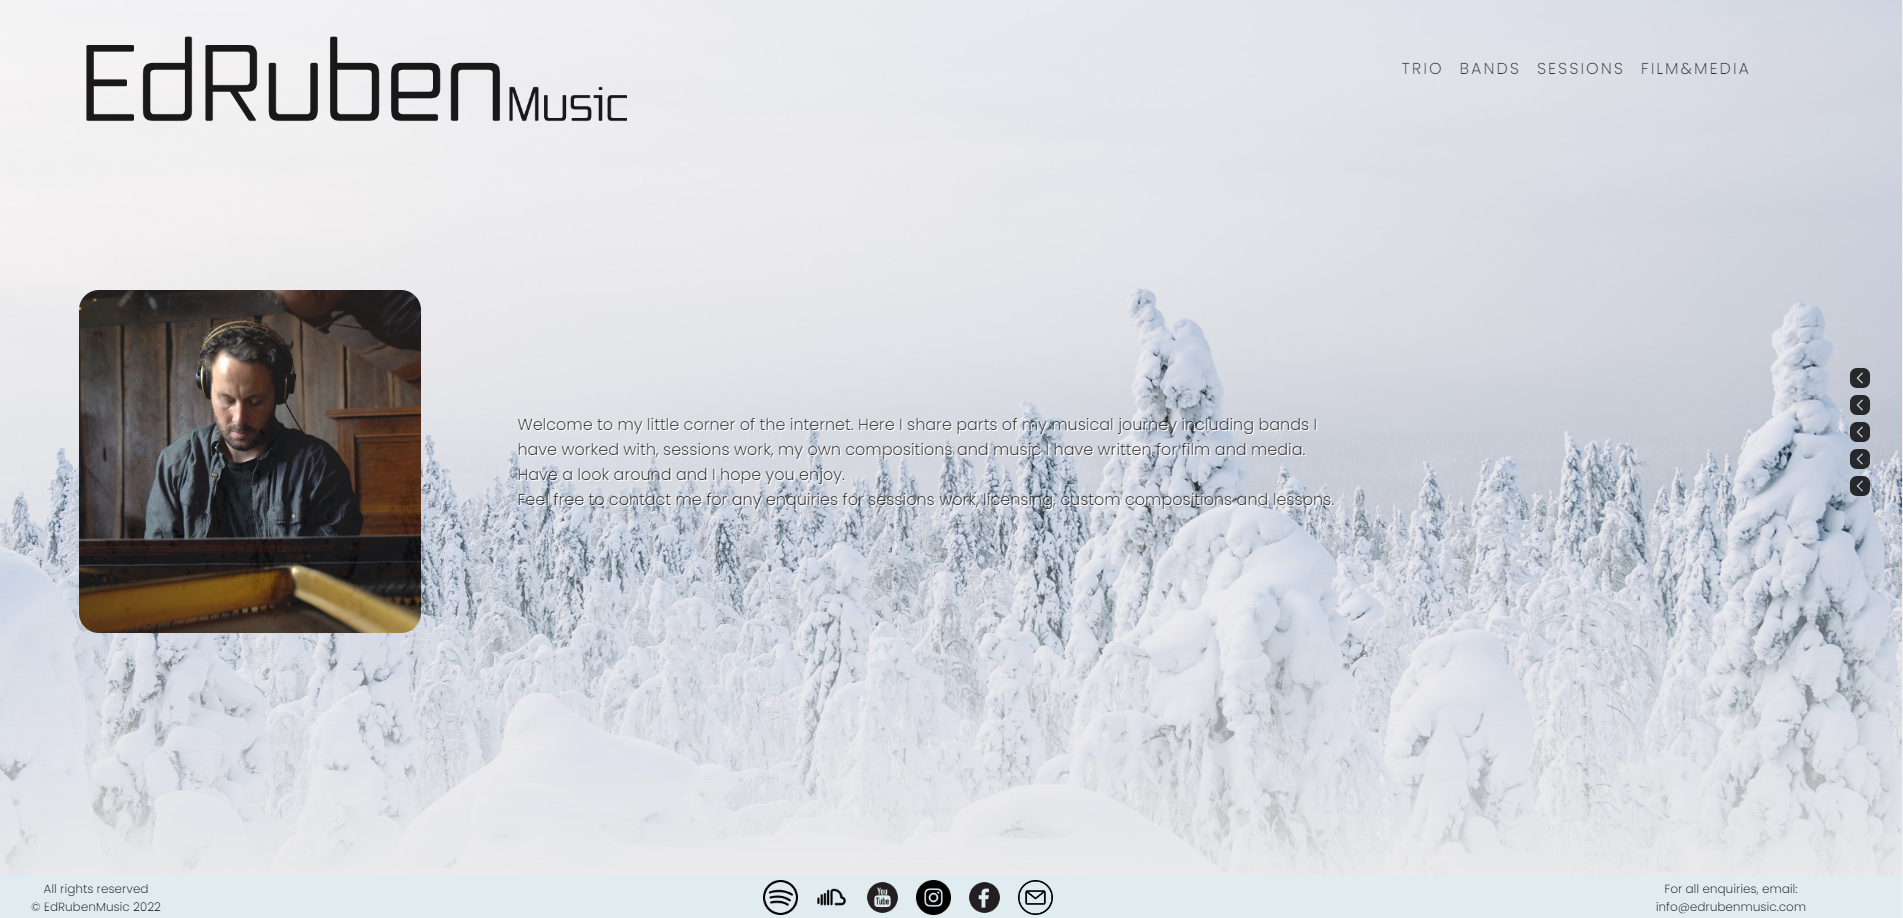 EdRubenMusic
TRIO BANDS SESSIONS FILM&MEDIA
Welcome to my little corner of the internet. Here I share parts of my musical journey including bands I
have worked with, sessions work, my own compositions and music I have written for film and media.
Have a look around and I hope you enjoy.
Feel free to contact me for any enquiries for sessions work, licensing, custom compositions and lessons.
All rights reserved
© EdRubenMusic 2022
You
Tube
For all enquiries, email:
info@edrubenmusic.com